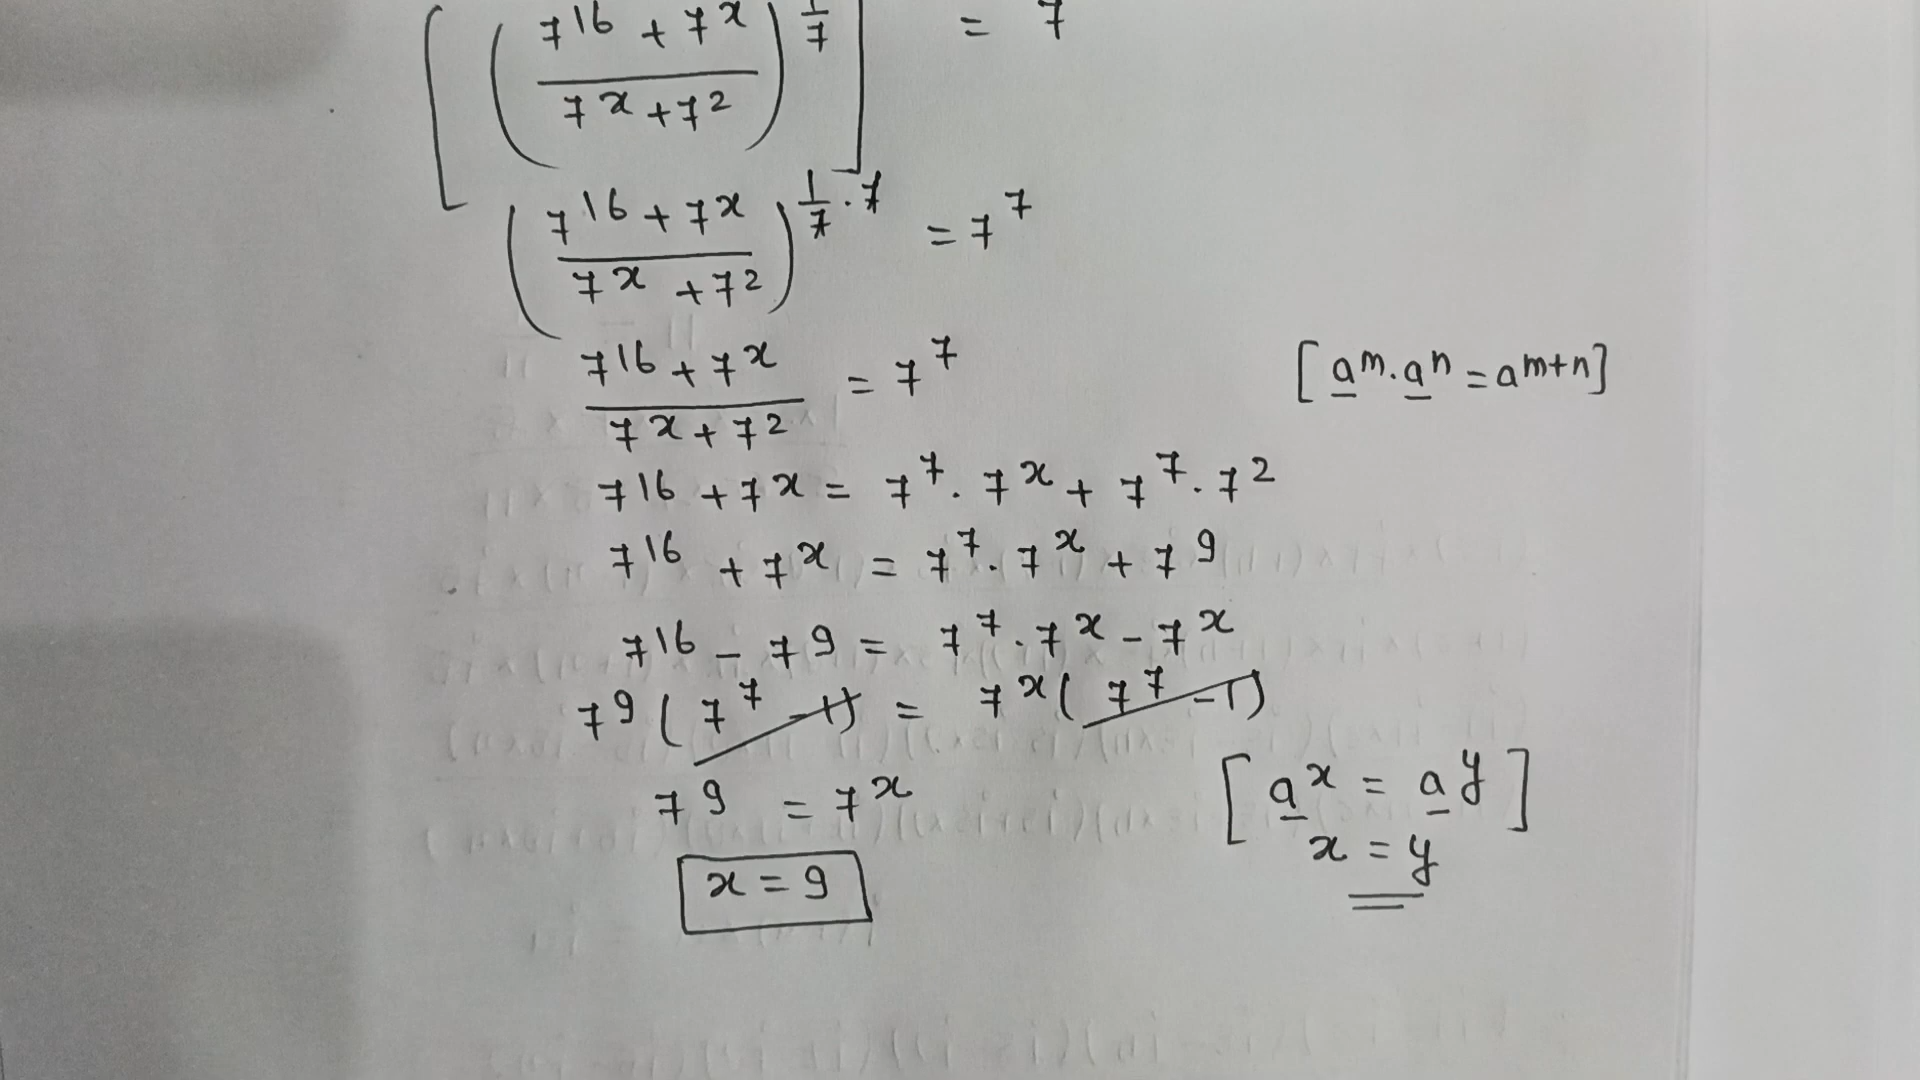 [((7^16 + 7^x)/(7^x + 7^2))^(1/7)] = 7
((7^16 + 7^x)/(7^x + 7^2))^(1/7 . 7) = 7^7
(7^16 + 7^x)/(7^x + 7^2) = 7^7
[a^m . a^n = a^(m+n)]
7^16 + 7^x = 7^7 . 7^x + 7^7 . 7^2
7^16 + 7^x = 7^7 . 7^x + 7^9
7^16 - 7^9 = 7^7 . 7^x - 7^x
7^9 (7^7 - 1) = 7^x (7^7 - 1)
7^9 = 7^x
[a^x = a^y]
x = y
x = 9